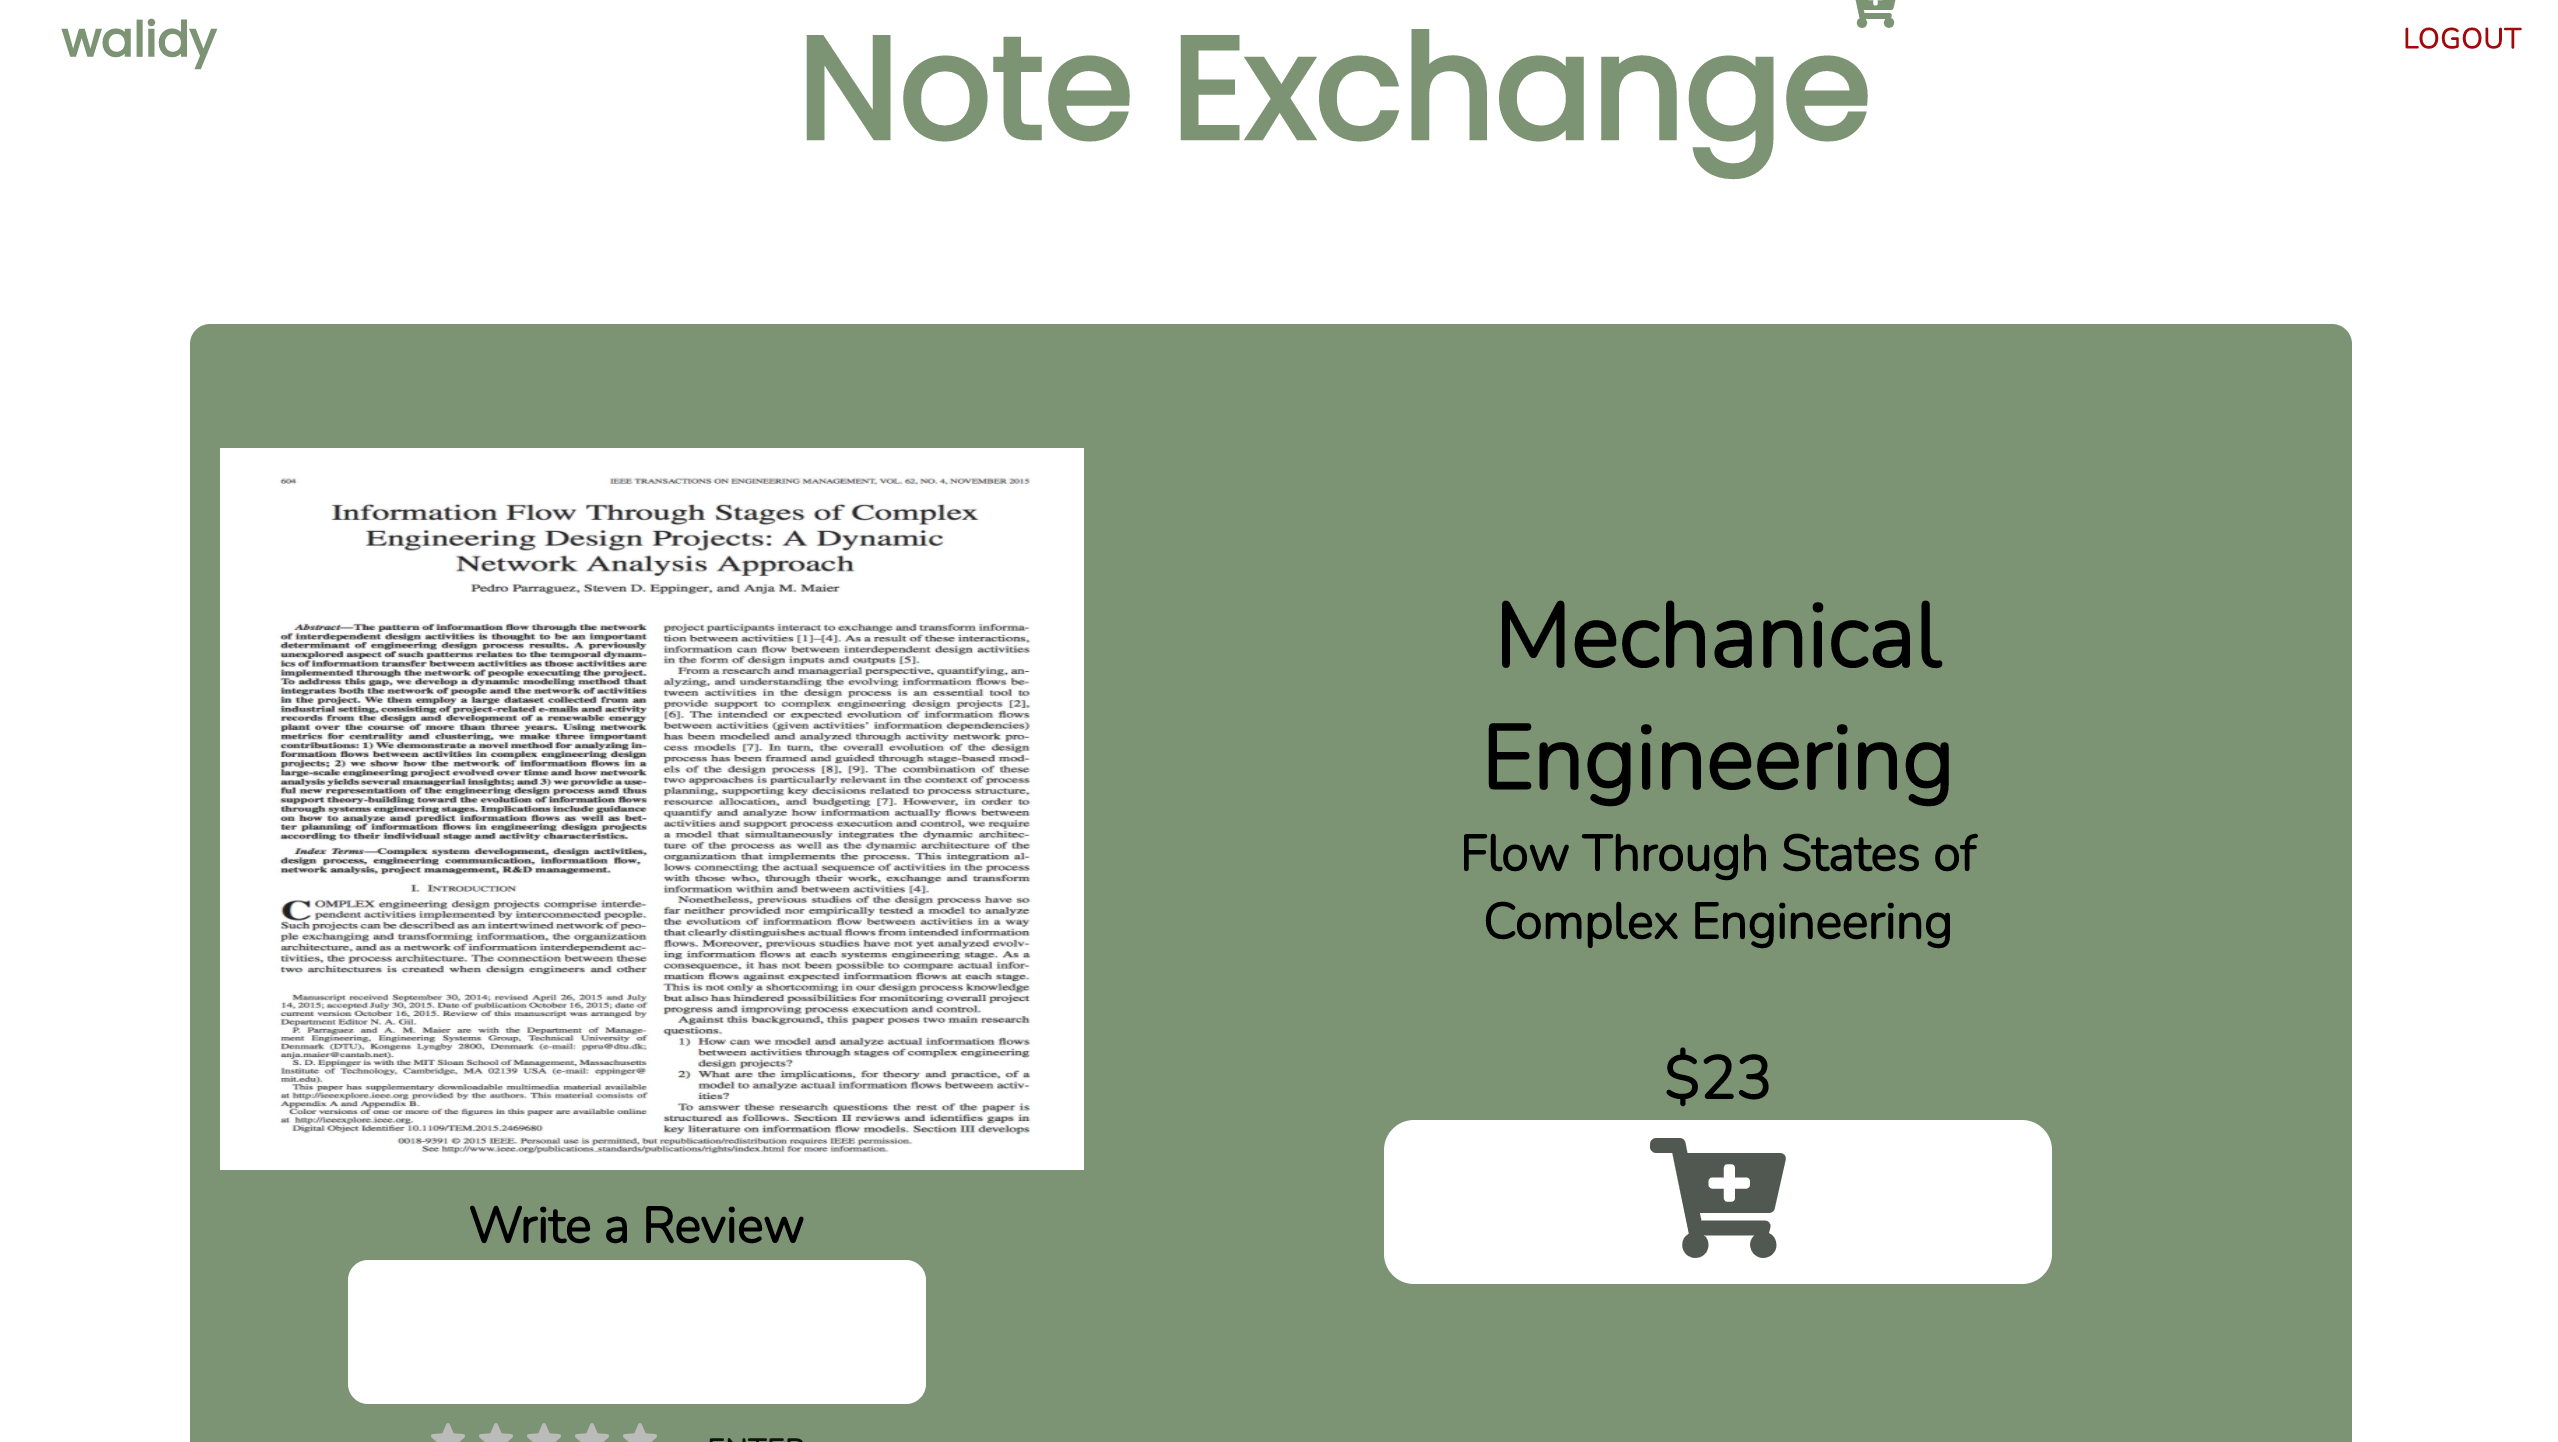 walidy
Note Exchange
LOGOUT
604
IEEE TRANSACTIONS ON ENGINEERING MANAGEMENT, VOL. 62, NO. 4, NOVEMBER 2015
Information Flow Through Stages of Complex
Engineering Design Projects: A Dynamic
Network Analysis Approach
Pedro Parraguez, Steven D. Eppinger, and Anja M. Maier
Abstract—The pattern of information flow through the network
of interdependent design activities is thought to be an important
determinant of engineering design process results. A previously
unexplored aspect of such patterns relates to the temporal dynam-
ics of information transfer between activities as those activities are
implemented through the network of people executing the project.
To address this gap, we develop a dynamic modeling method that
integrates both the network of people and the network of activities
in the project. We then employ a large dataset collected from an
industrial setting, consisting of project-related e-mails and activity
records from the design and development of a renewable energy
plant over the course of more than three years. Using network
metrics for centrality and clustering, we make three important
contributions: 1) We demonstrate a novel method for analyzing in-
formation flows between activities in complex engineering design
projects; 2) we show how the network of information flows in a
large-scale engineering project evolved over time and how network
analysis yields several managerial insights; and 3) we provide a use-
ful new representation of the engineering design process and thus
support theory-building toward the evolution of information flows
through systems engineering stages. Implications include guidance
on how to analyze and predict information flows as well as bet-
ter planning of information flows in engineering design projects
according to their individual stage and activity characteristics.
Index Terms—Complex system development, design activities,
design process, engineering communication, information flow,
network analysis, project management, R&D management.
I. INTRODUCTION
COMPLEX engineering design projects comprise interde-
pendent activities implemented by interconnected people.
Such projects can be described as an intertwined network of peo-
ple exchanging and transforming information, the organization
architecture, and as a network of information interdependent ac-
tivities, the process architecture. The connection between these
two architectures is created when design engineers and other
Manuscript received September 30, 2014; revised April 26, 2015 and July
14, 2015; accepted July 30, 2015. Date of publication October 16, 2015; date of
current version October 16, 2015. Review of this manuscript was arranged by
Department Editor N. A. Gil.
P. Parraguez and A. M. Maier are with the Department of Manage-
ment Engineering, Engineering Systems Group, Technical University of
Denmark (DTU), Kongens Lyngby 2800, Denmark (e-mail: ppru@dtu.dk;
anja.maier@cantab.net).
S. D. Eppinger is with the MIT Sloan School of Management, Massachusetts
Institute of Technology, Cambridge, MA 02139 USA (e-mail: eppinger@
mit.edu).
This paper has supplementary downloadable multimedia material available
at http://ieeexplore.ieee.org provided by the authors. This material consists of
Appendix A and Appendix B.
Color versions of one or more of the figures in this paper are available online
at http://ieeexplore.ieee.org.
Digital Object Identifier 10.1109/TEM.2015.2469680
project participants interact to exchange and transform informa-
tion between activities [1]–[4]. As a result of these interactions,
information can flow between interdependent design activities
in the form of design inputs and outputs [5].
From a research and managerial perspective, quantifying, an-
alyzing, and understanding the evolving information flows be-
tween activities in the design process is an essential tool to
provide support to complex engineering design projects [2],
[6]. The intended or expected evolution of information flows
between activities (given activities' information dependencies)
has been modeled and analyzed through activity network pro-
cess models [7]. In turn, the overall evolution of the design
process has been framed and guided through stage-based mod-
els of the design process [8], [9]. The combination of these
two approaches is particularly relevant in the context of process
planning, supporting key decisions related to process structure,
resource allocation, and budgeting [7]. However, in order to
quantify and analyze how information actually flows between
activities and support process execution and control, we require
a model that simultaneously integrates the dynamic architec-
ture of the process as well as the dynamic architecture of the
organization that implements the process. This integration al-
lows connecting the actual sequence of activities in the process
with those who, through their work, exchange and transform
information within and between activities [4].
Nonetheless, previous studies of the design process have so
far neither provided nor empirically tested a model to analyze
the evolution of information flow between activities in a way
that clearly distinguishes actual flows from intended information
flows. Moreover, previous studies have not yet analyzed evolv-
ing information flows at each systems engineering stage. As a
consequence, it has not been possible to compare actual infor-
mation flows against expected information flows at each stage.
This is not only a shortcoming in our design process knowledge
but also has hindered possibilities for monitoring overall project
progress and improving process execution and control.
Against this background, this paper poses two main research
questions.
1) How can we model and analyze actual information flows
between activities through stages of complex engineering
design projects?
2) What are the implications, for theory and practice, of a
model to analyze actual information flows between activ-
ities?
To answer these research questions the rest of the paper is
structured as follows. Section II reviews and identifies gaps in
key literature on information flow models. Section III develops
0018-9391 © 2015 IEEE. Personal use is permitted, but republication/redistribution requires IEEE permission.
See http://www.ieee.org/publications_standards/publications/rights/index.html for more information.
Mechanical
Engineering
Flow Through States of
Complex Engineering
$23
Write a Review
ENTER